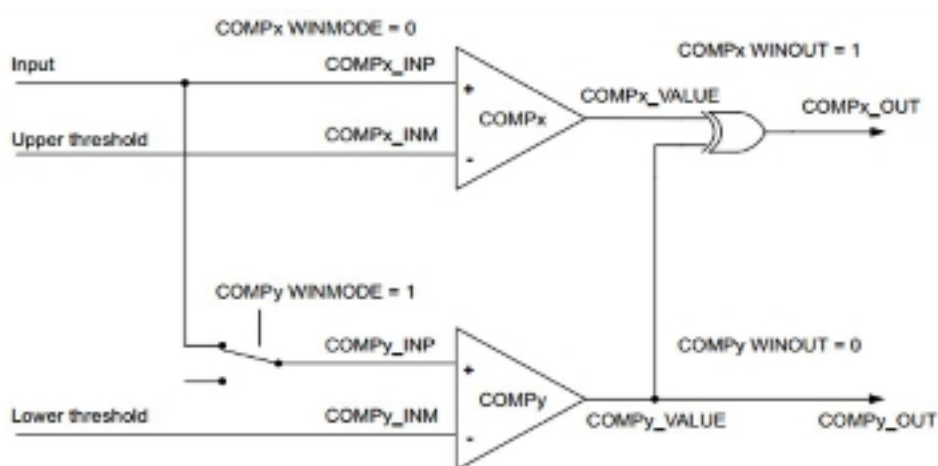 COMPx WINMODE = 0
COMPx WINOUT = 1
Input
COMPx_INP
+
COMPx
COMPx_VALUE
COMPx_OUT
Upper threshold
COMPx_INM
-
COMPy WINMODE = 1
COMPy_INP
+
COMPy WINOUT = 0
COMPy
Lower threshold
COMPy_INM
-
COMPy_VALUE
COMPy_OUT